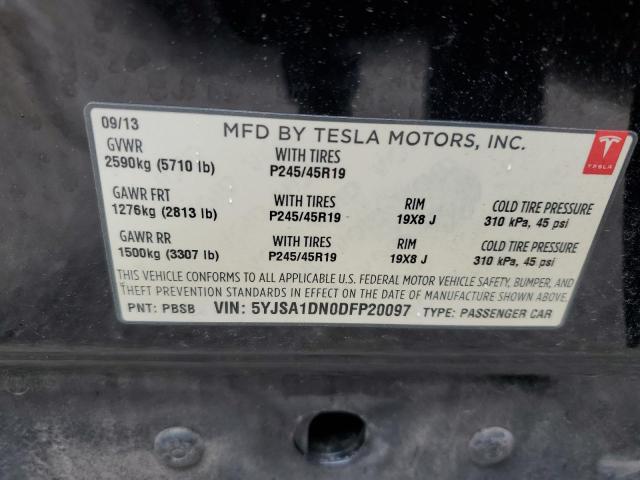 09/13
MFD BY TESLA MOTORS, INC.
TESLA
GVWR WITH TIRES
2590kg (5710 lb) P245/45R19
GAWR FRT WITH TIRES RIM COLD TIRE PRESSURE
1276kg (2813 lb) P245/45R19 19X8 J 310 kPa, 45 psi
GAWR RR WITH TIRES RIM COLD TIRE PRESSURE
1500kg (3307 lb) P245/45R19 19X8 J 310 kPa, 45 psi
THIS VEHICLE CONFORMS TO ALL APPLICABLE U.S. FEDERAL MOTOR VEHICLE SAFETY, BUMPER, AND
THEFT PREVENTION STANDARDS IN EFFECT ON THE DATE OF MANUFACTURE SHOWN ABOVE.
PNT: PBSB VIN: 5YJSA1DN0DFP20097 TYPE: PASSENGER CAR